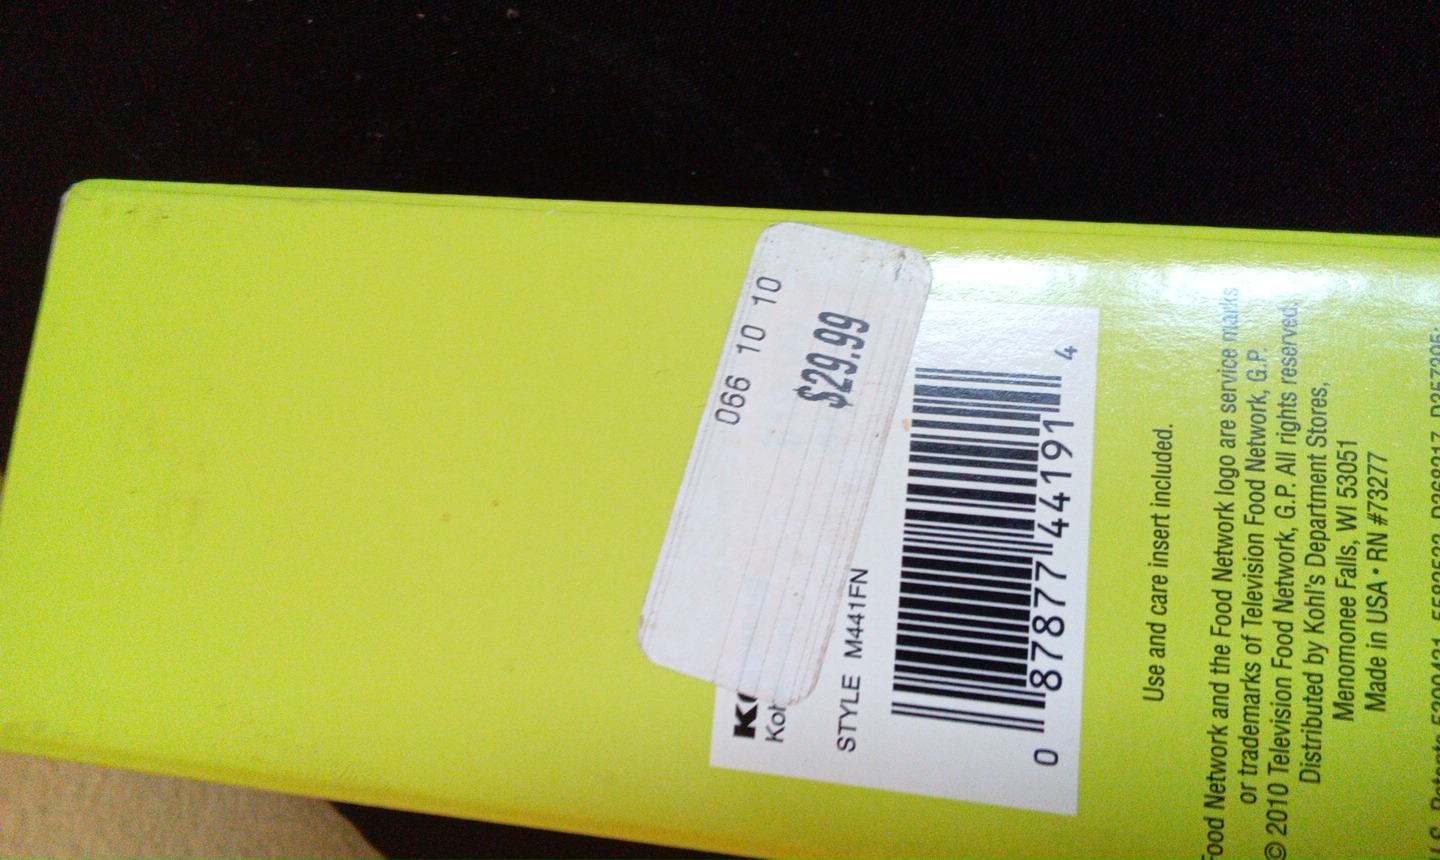 066 10 10 10
$29.99
STYLE M441FN
0 87877 44191 4
Use and care insert included.
Food Network and the Food Network logo are service marks
or trademarks of Television Food Network, G.P.
© 2010 Television Food Network, G.P. All rights reserved.
Distributed by Kohl's Department Stores,
Menomonee Falls, WI 53051
Made in USA • RN #73277